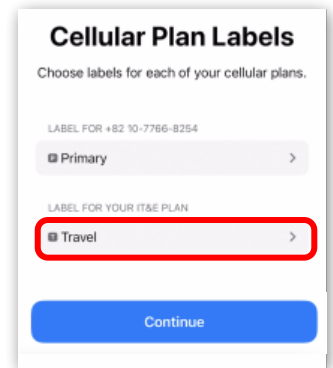 Cellular Plan Labels
Choose labels for each of your cellular plans.
LABEL FOR +82 10-7766-8254
P Primary
LABEL FOR YOUR IT&E PLAN
T Travel
Continue